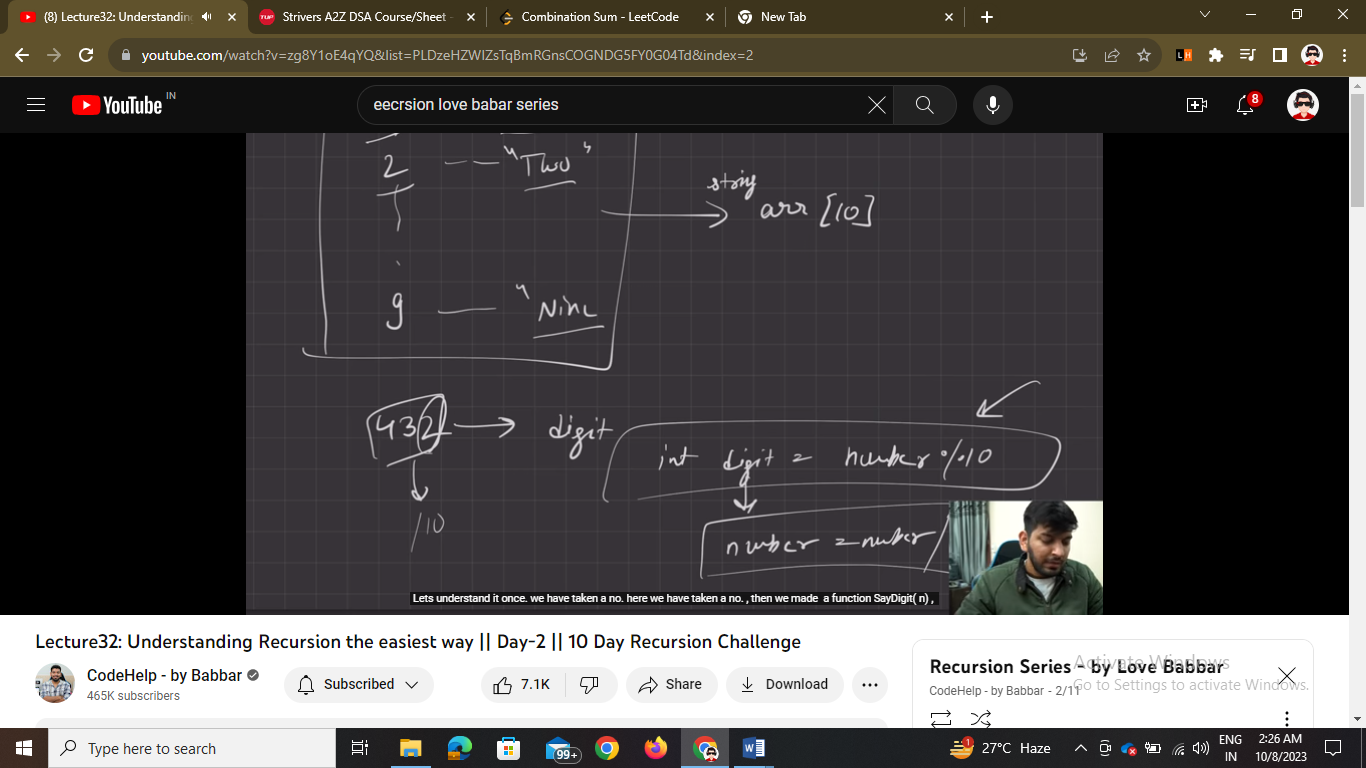 (8) Lecture32: Understanding
Strivers A2Z DSA Course/Sheet -
Combination Sum - LeetCode
New Tab
youtube.com/watch?v=zg8Y1oE4qYQ&list=PLDzeHZWIZsTqBmRGnsCOGNDG5FY0G04Td&index=2
YouTube IN
eecrsion love babar series
8
2 -- "Two"
string
arr [10]
9 -- "Nine
432 → digit
int digit = number % 10
/10
number = number/
Lets understand it once. we have taken a no. here we have taken a no. , then we made a function SayDigit( n) ,
Lecture32: Understanding Recursion the easiest way || Day-2 || 10 Day Recursion Challenge
CodeHelp - by Babbar
465K subscribers
Subscribed
7.1K
Share
Download
Recursion Series - by Love Babbar
CodeHelp - by Babbar - 2/11
Activate Windows
Go to Settings to activate Windows.
Type here to search
99+
1
27°C Haze
ENG
IN
2:26 AM
10/8/2023